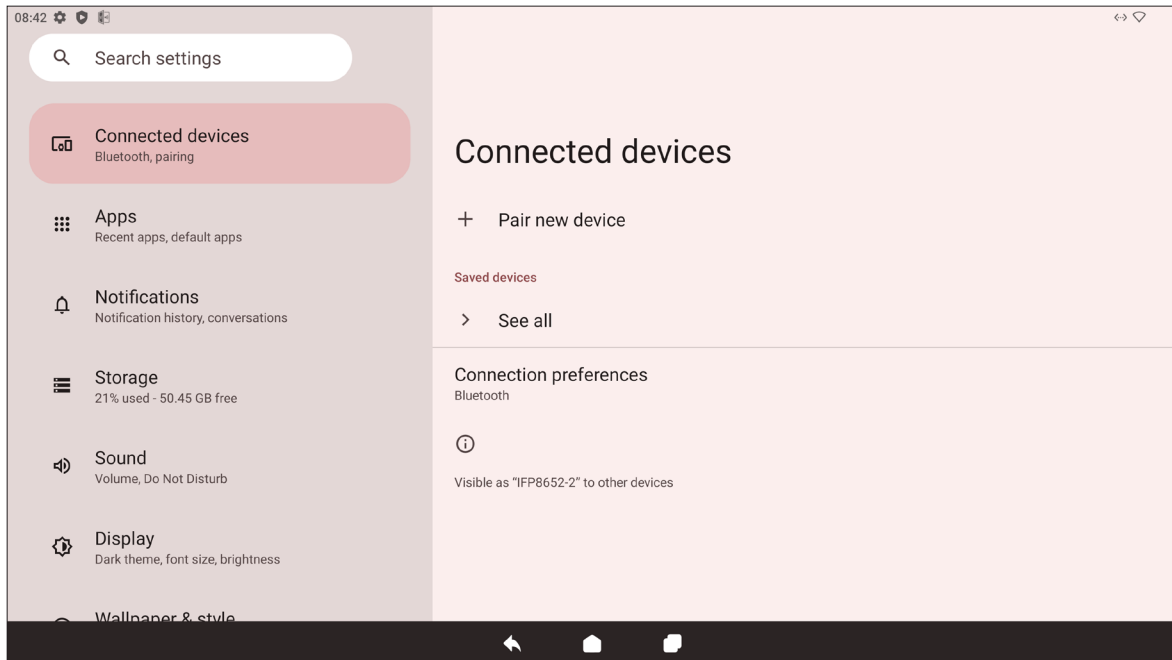 08:42
Search settings
Connected devices
Bluetooth, pairing
Apps
Recent apps, default apps
Notifications
Notification history, conversations
Storage
21% used - 50.45 GB free
Sound
Volume, Do Not Disturb
Display
Dark theme, font size, brightness
Wallpaper & style
Connected devices
Pair new device
Saved devices
See all
Connection preferences
Bluetooth
Visible as “IFP8652-2” to other devices